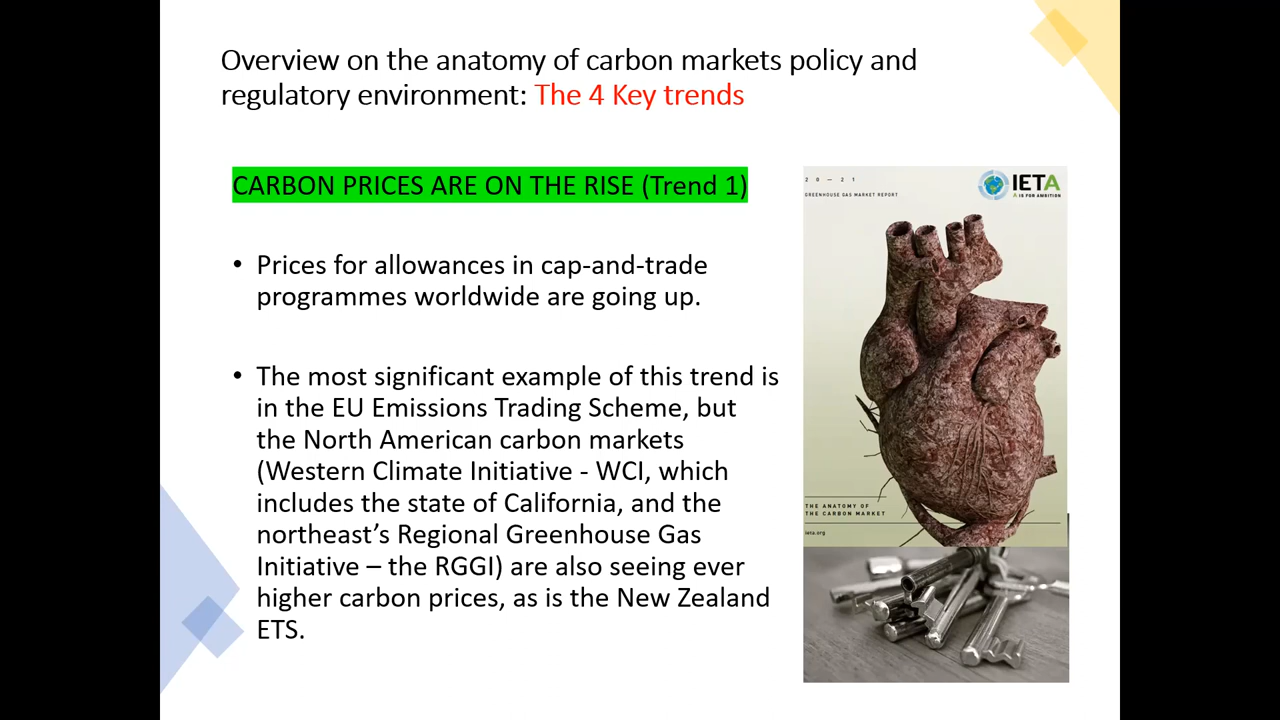 Overview on the anatomy of carbon markets policy and
regulatory environment: The 4 Key trends
CARBON PRICES ARE ON THE RISE (Trend 1)
• Prices for allowances in cap-and-trade
programmes worldwide are going up.
• The most significant example of this trend is
in the EU Emissions Trading Scheme, but
the North American carbon markets
(Western Climate Initiative - WCI, which
includes the state of California, and the
northeast’s Regional Greenhouse Gas
Initiative – the RGGI) are also seeing ever
higher carbon prices, as is the New Zealand
ETS.
20 — 21
GREENHOUSE GAS MARKET REPORT
IETA
A IS FOR AMBITION
THE ANATOMY OF
THE CARBON MARKET
ieta.org